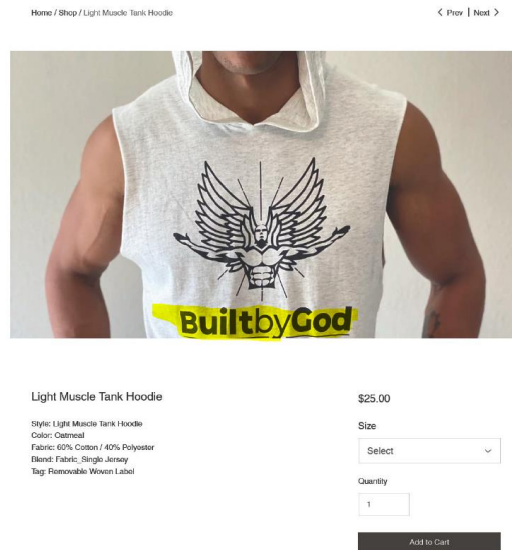 Home / Shop / Light Muscle Tank Hoodie
< Prev | Next >
BuiltbyGod
Light Muscle Tank Hoodie
$25.00
Style: Light Muscle Tank Hoodie
Color: Oatmeal
Fabric: 60% Cotton / 40% Polyester
Blend: Fabric_Single Jersey
Tag: Removable Woven Label
Size
Select
Quantity
1
Add to Cart